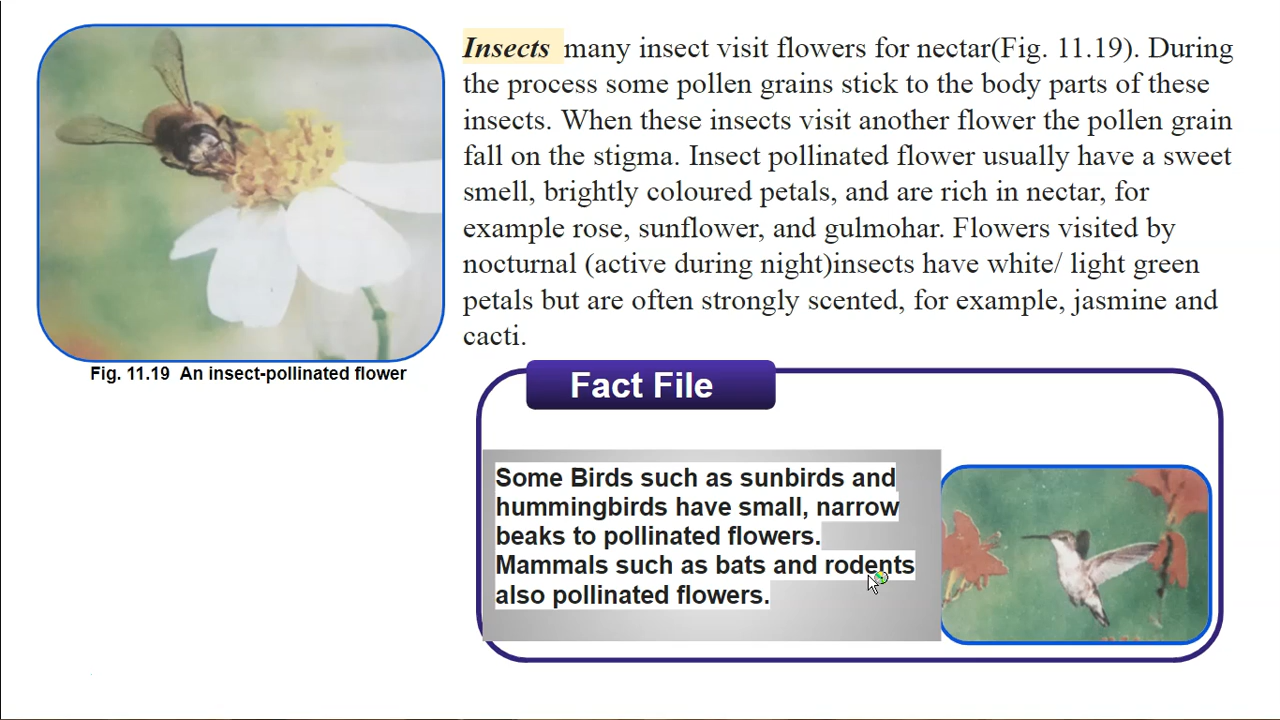 Insects many insect visit flowers for nectar(Fig. 11.19). During
the process some pollen grains stick to the body parts of these
insects. When these insects visit another flower the pollen grain
fall on the stigma. Insect pollinated flower usually have a sweet
smell, brightly coloured petals, and are rich in nectar, for
example rose, sunflower, and gulmohar. Flowers visited by
nocturnal (active during night)insects have white/ light green
petals but are often strongly scented, for example, jasmine and
cacti.
Fig. 11.19 An insect-pollinated flower
Fact File
Some Birds such as sunbirds and
hummingbirds have small, narrow
beaks to pollinated flowers.
Mammals such as bats and rodents
also pollinated flowers.